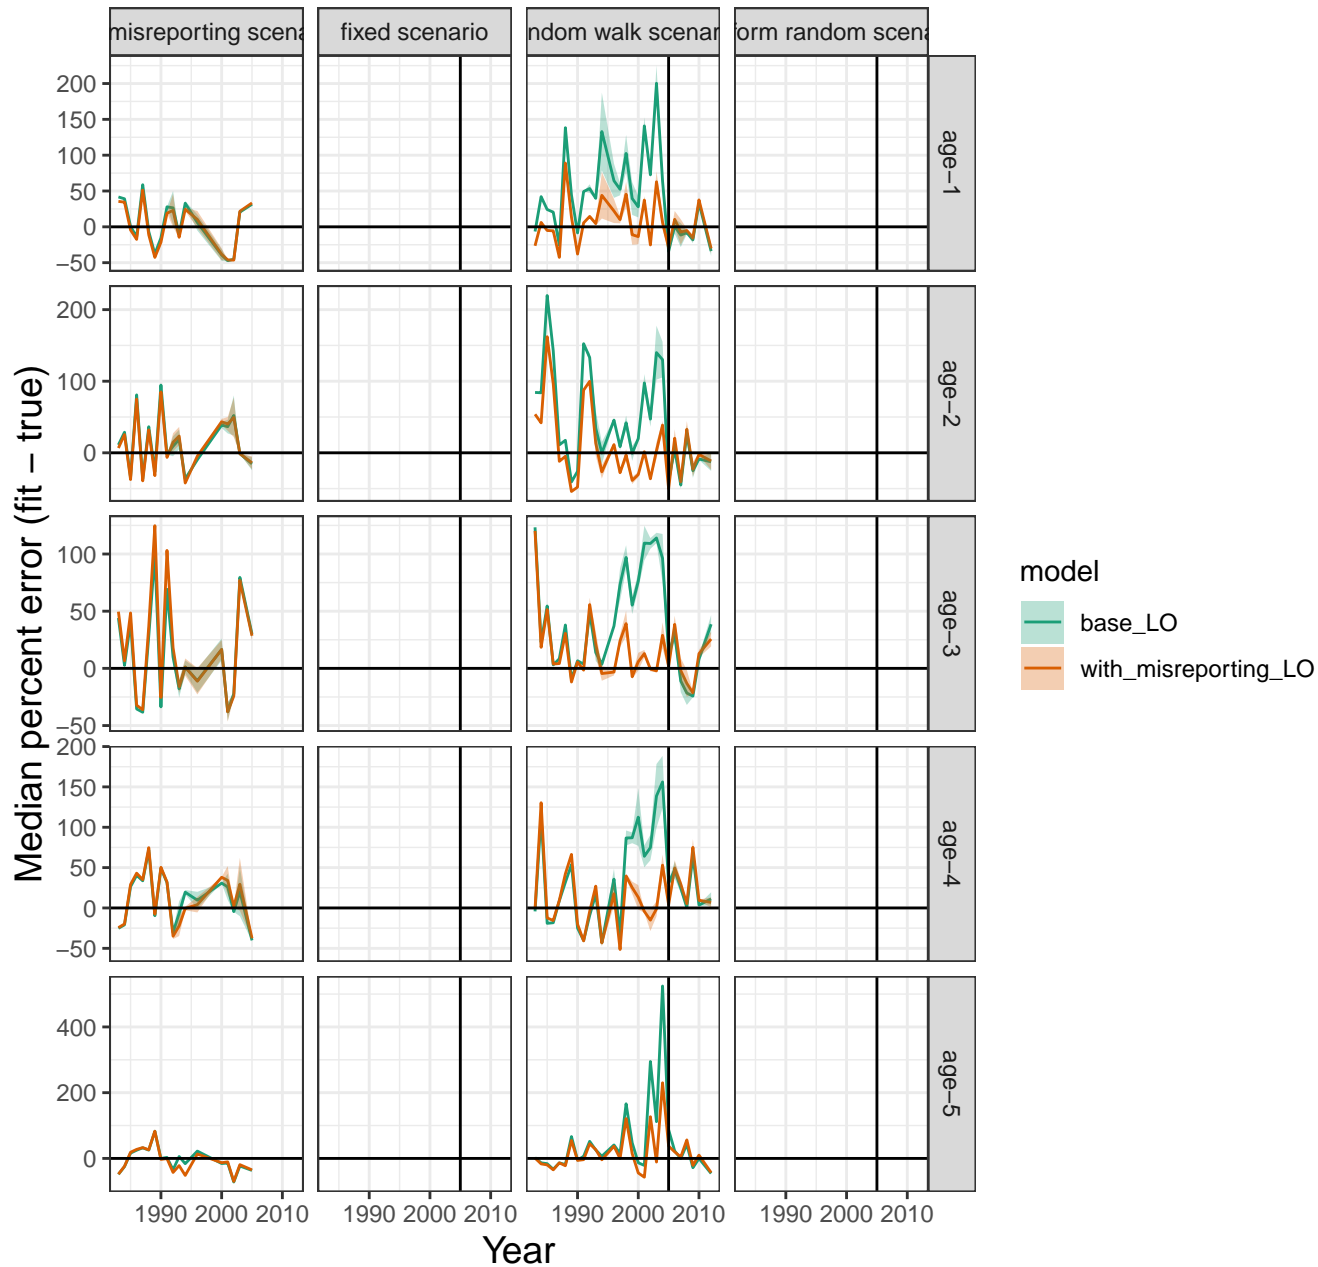 misreporting scena
fixed scenario
ndom walk scenar
form random scena
200
150
100
50
0
−50
age−1
200
100
0
age−2
100
50
0
−50
age−3
200
150
100
50
0
−50
age−4
400
200
0
age−5
1990 2000 2010
1990 2000 2010
1990 2000 2010
1990 2000 2010
Year
Median percent error (fit − true)
model
base_LO
with_misreporting_LO